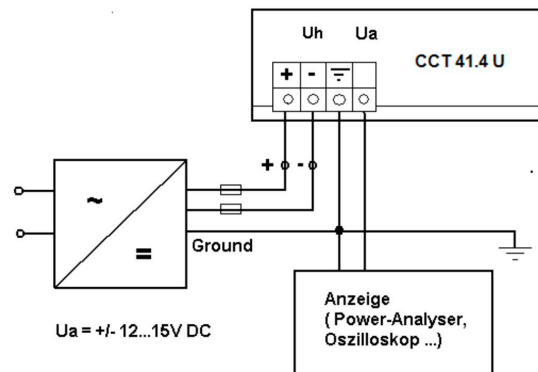 Uh Ua
CCT 41.4 U
+ -
+ -
~
=
Ground
Anzeige
( Power-Analyser,
Oszilloskop ...)
Ua = +/- 12...15V DC